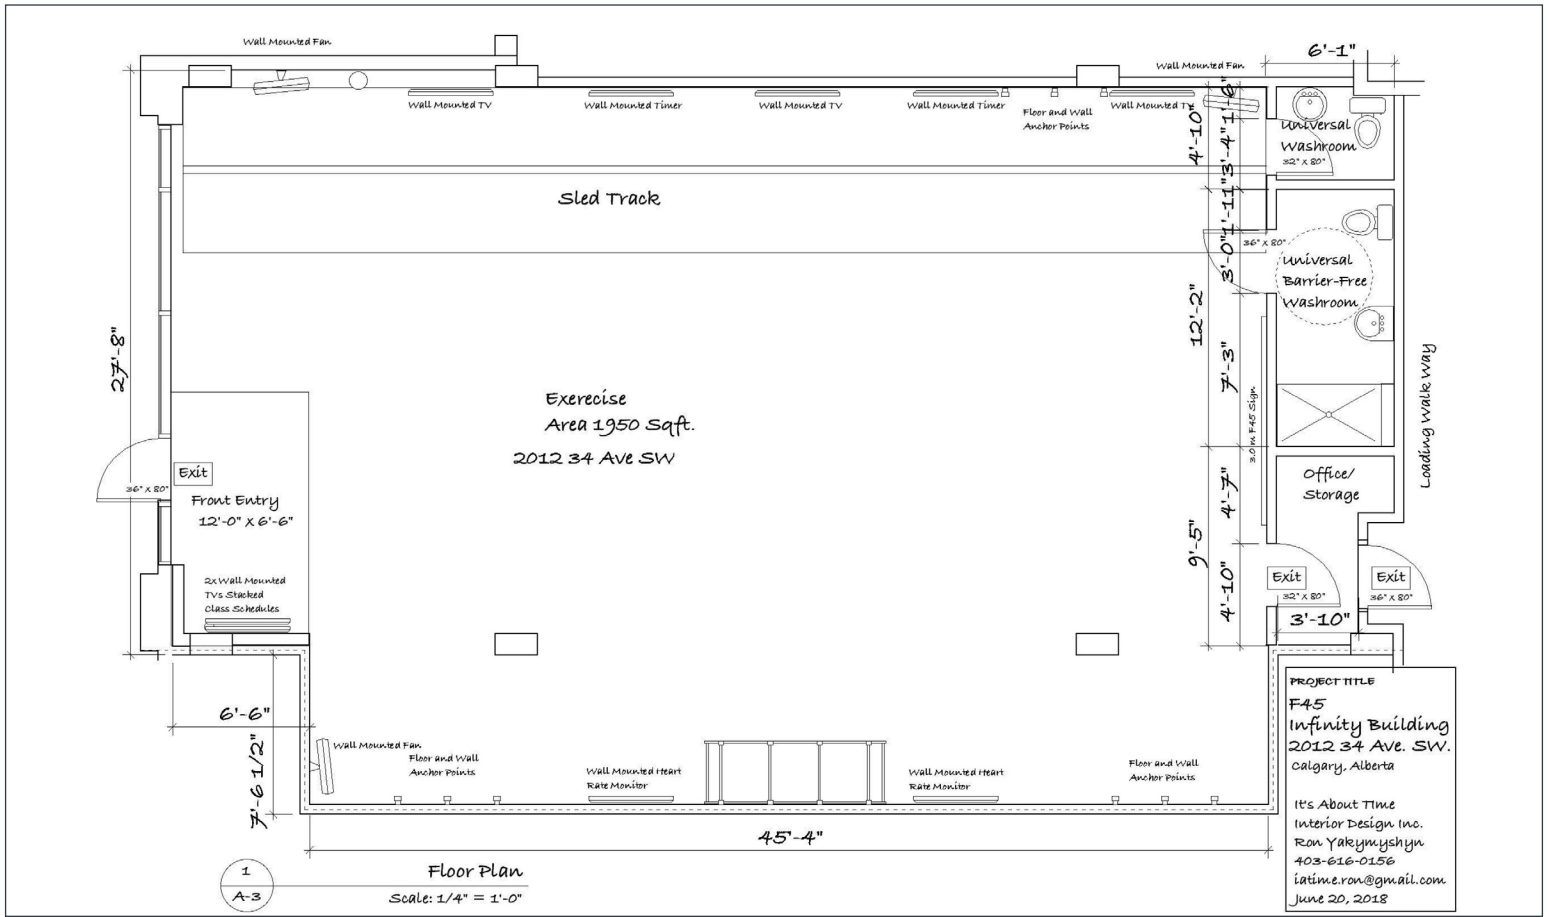 Wall Mounted Fan
Wall Mounted Fan
6'-1"
Wall Mounted TV
Wall Mounted Timer
Wall Mounted TV
Wall Mounted Timer
Wall Mounted TV
Floor and Wall
Anchor Points
1'-6"
4'-10"
3'-4"
Universal
Washroom
32" x 80"
Sled Track
1'-11"
3'-0"
36" x 80"
Universal
Barrier-Free
Washroom
12'-2"
7'-3"
27'-8"
3.0 m F45 Sign
Loading Walk Way
Exerecise
Area 1950 Sqft.
2012 34 Ave SW
Exit
36" x 80"
Front Entry
12'-0" x 6'-6"
Office/
Storage
4'-7"
9'-5"
4'-10"
2x Wall Mounted
TVs Stacked
Class Schedules
Exit
32" x 80"
Exit
36" x 80"
3'-10"
6'-6"
7'-6 1/2"
Wall Mounted Fan
Floor and Wall
Anchor Points
Wall Mounted Heart
Rate Monitor
Wall Mounted Heart
Rate Monitor
Floor and Wall
Anchor Points
45'-4"
1
A-3
Floor Plan
Scale: 1/4" = 1'-0"
PROJECT TITLE
F45
Infinity Building
2012 34 Ave. SW.
Calgary, Alberta
It's About TIme
Interior Design Inc.
Ron Yakymyshyn
403-616-0156
iatime.ron@gmail.com
June 20, 2018